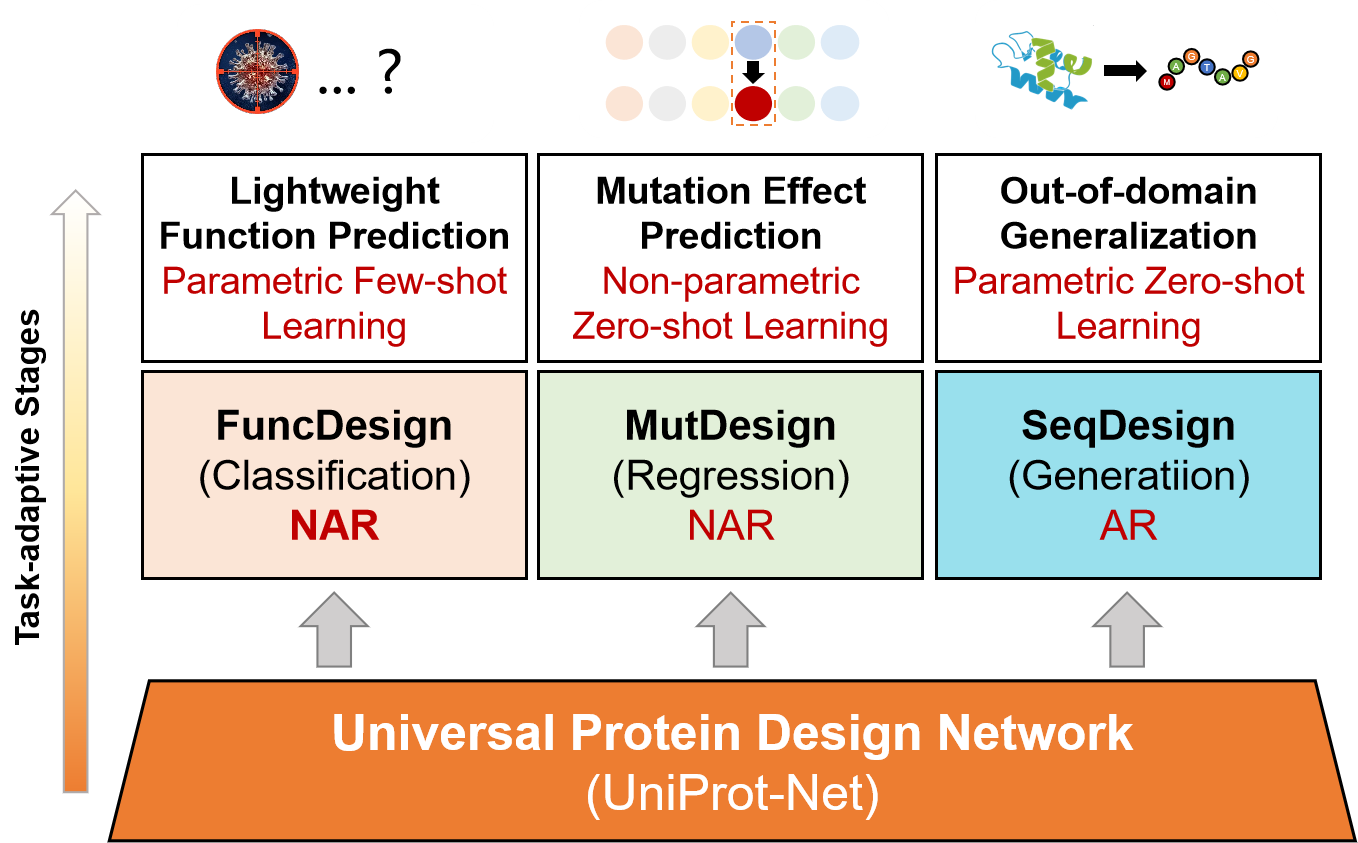 ... ?
M A G T A V G
Lightweight
Function Prediction
Parametric Few-shot
Learning
Mutation Effect
Prediction
Non-parametric
Zero-shot Learning
Out-of-domain
Generalization
Parametric Zero-shot
Learning
FuncDesign
(Classification)
NAR
MutDesign
(Regression)
NAR
SeqDesign
(Generatiion)
AR
Task-adaptive Stages
Universal Protein Design Network
(UniProt-Net)